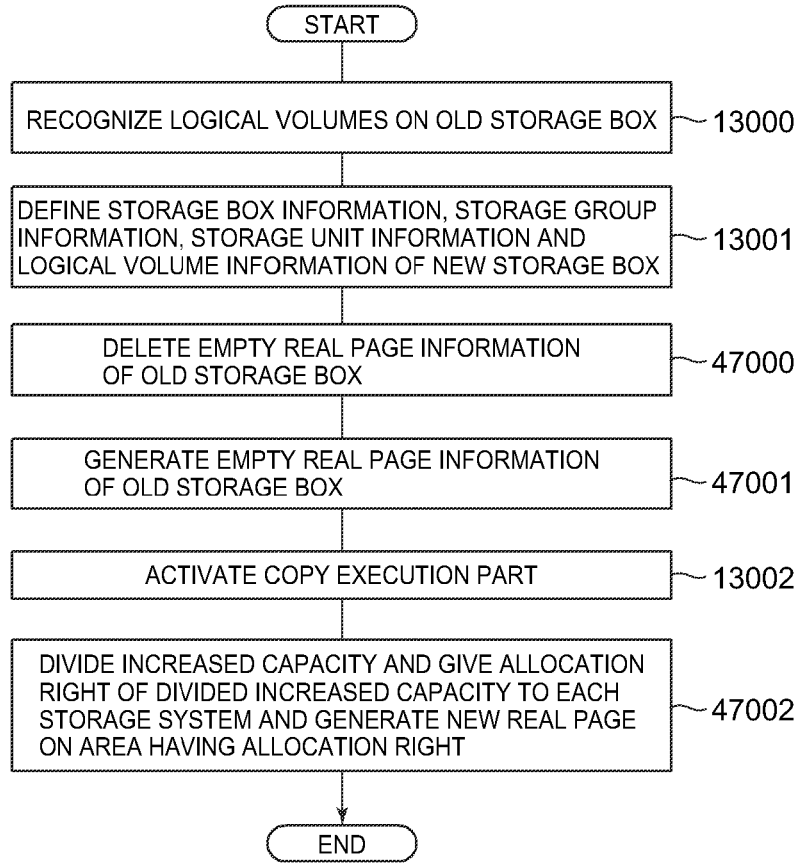 START
RECOGNIZE LOGICAL VOLUMES ON OLD STORAGE BOX
13000
DEFINE STORAGE BOX INFORMATION, STORAGE GROUP
INFORMATION, STORAGE UNIT INFORMATION AND
LOGICAL VOLUME INFORMATION OF NEW STORAGE BOX
13001
DELETE EMPTY REAL PAGE INFORMATION
OF OLD STORAGE BOX
47000
GENERATE EMPTY REAL PAGE INFORMATION
OF OLD STORAGE BOX
47001
ACTIVATE COPY EXECUTION PART
13002
DIVIDE INCREASED CAPACITY AND GIVE ALLOCATION
RIGHT OF DIVIDED INCREASED CAPACITY TO EACH
STORAGE SYSTEM AND GENERATE NEW REAL PAGE
ON AREA HAVING ALLOCATION RIGHT
47002
END